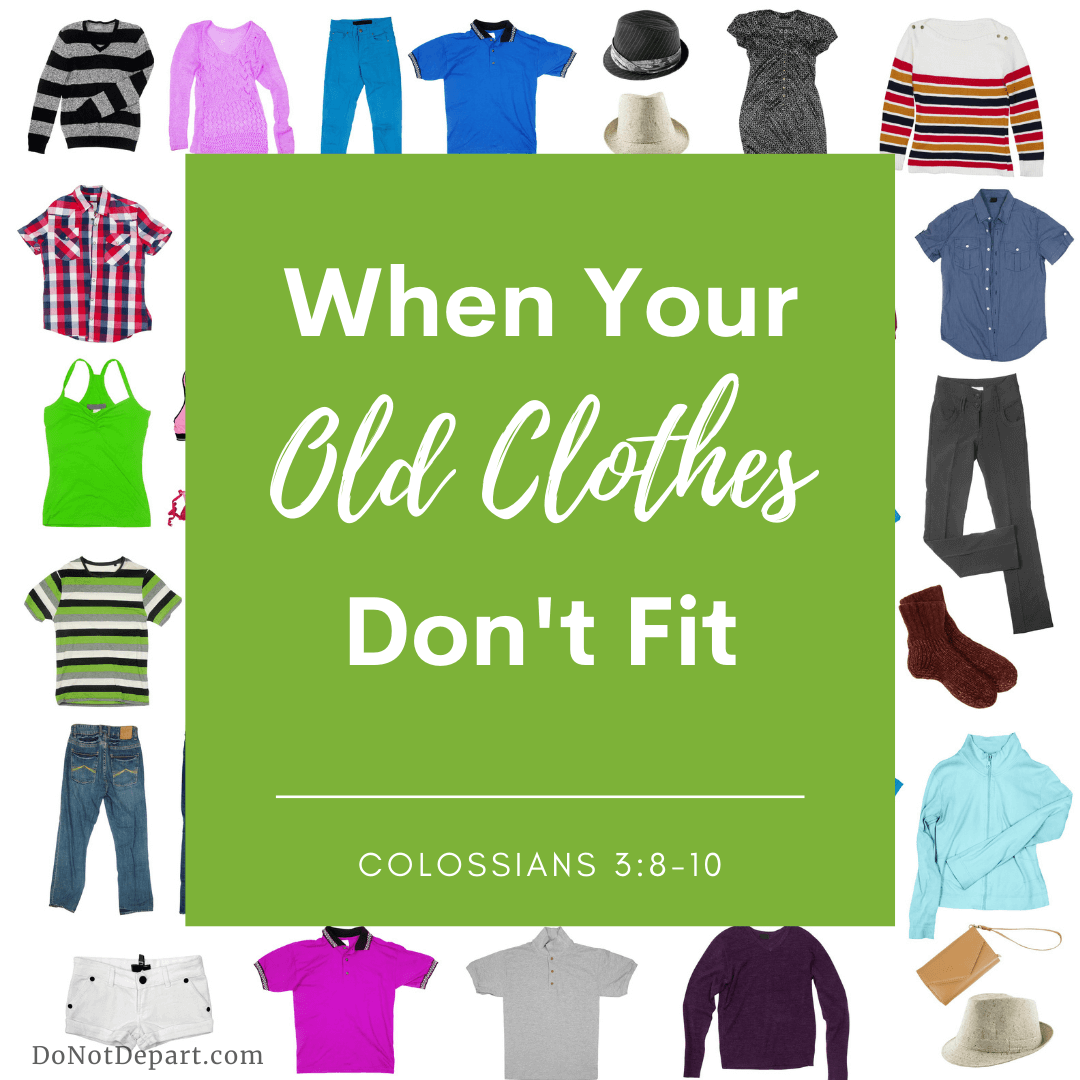 When Your
Old Clothes
Don't Fit
COLOSSIANS 3:8-10
DoNotDepart.com